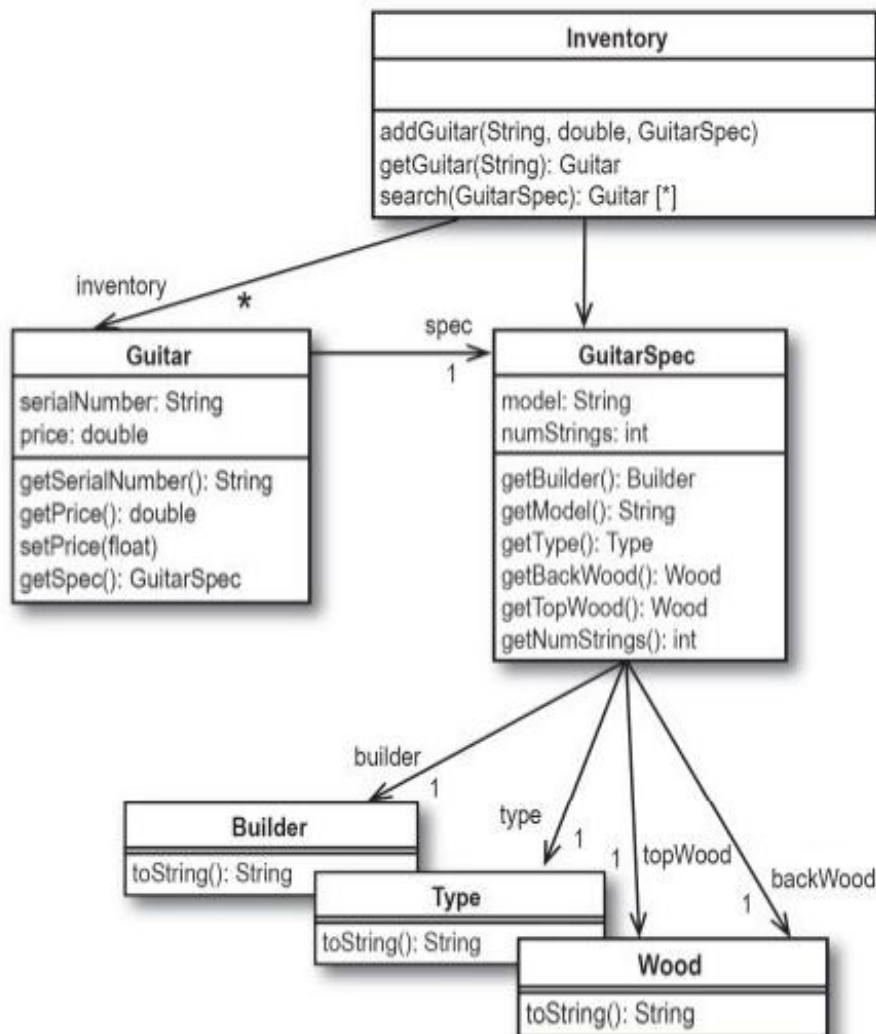 Inventory
addGuitar(String, double, GuitarSpec)
getGuitar(String): Guitar
search(GuitarSpec): Guitar [*]
inventory
*
Guitar
serialNumber: String
price: double
getSerialNumber(): String
getPrice(): double
setPrice(float)
getSpec(): GuitarSpec
spec
1
GuitarSpec
model: String
numStrings: int
getBuilder(): Builder
getModel(): String
getType(): Type
getBackWood(): Wood
getTopWood(): Wood
getNumStrings(): int
builder
1
type
1
1
topWood
1
backWood
Builder
toString(): String
Type
toString(): String
Wood
toString(): String